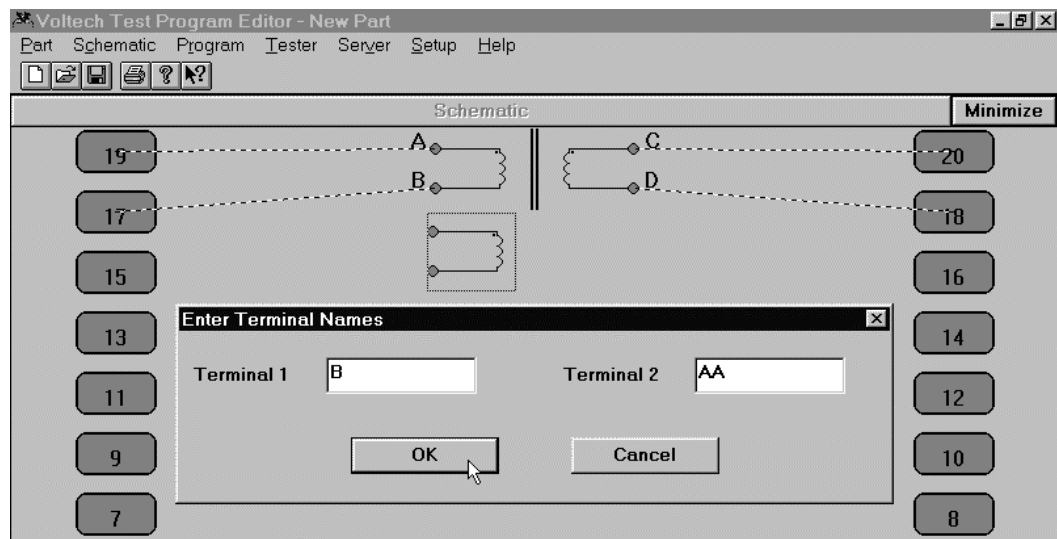 Voltech Test Program Editor - New Part
Part Schematic Program Tester Server Setup Help
Schematic Minimize
19 A C 20
17 B D 18
15 16
Enter Terminal Names
13 14
Terminal 1 B Terminal 2 AA
11 12
9 OK Cancel 10
7 8